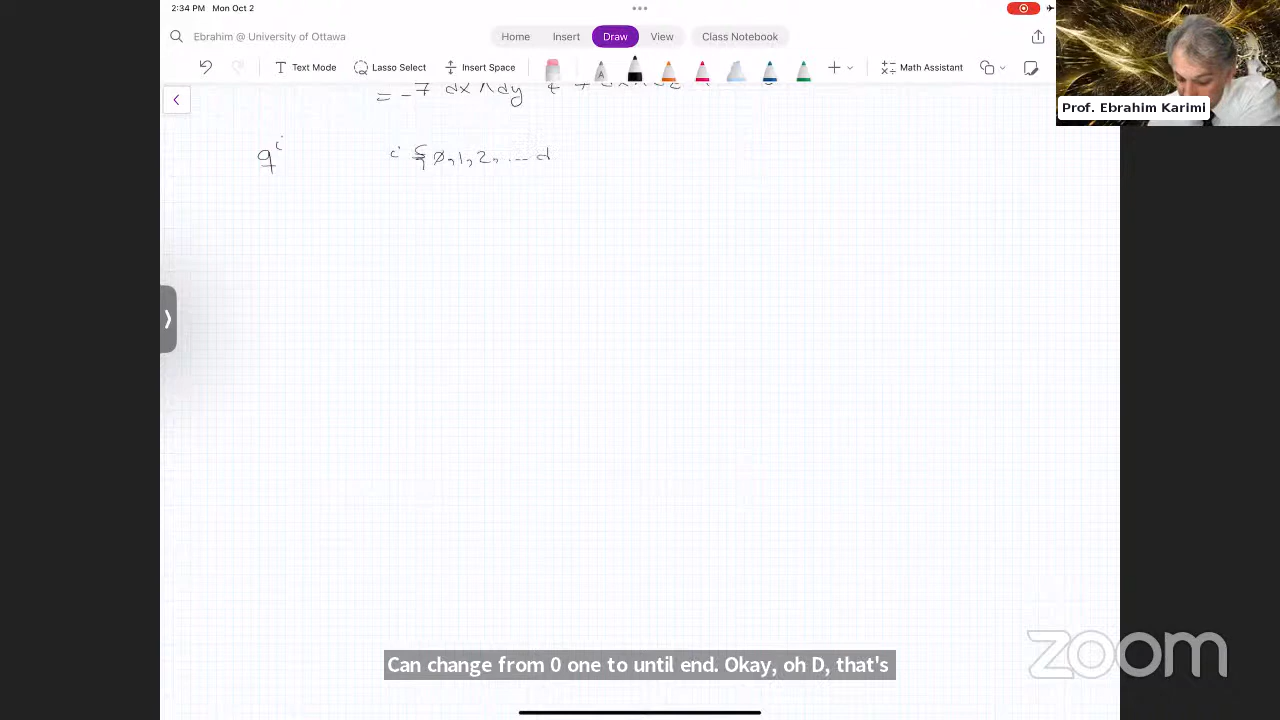 2:34 PM Mon Oct 2
Ebrahim @ University of Ottawa
Home Insert Draw View Class Notebook
Text Mode Lasso Select Insert Space Math Assistant
Prof. Ebrahim Karimi
= -7 dx ∧ dy
q^i i 0, 1, 2, ... d
Can change from 0 one to until end. Okay, oh D, that's
zoom